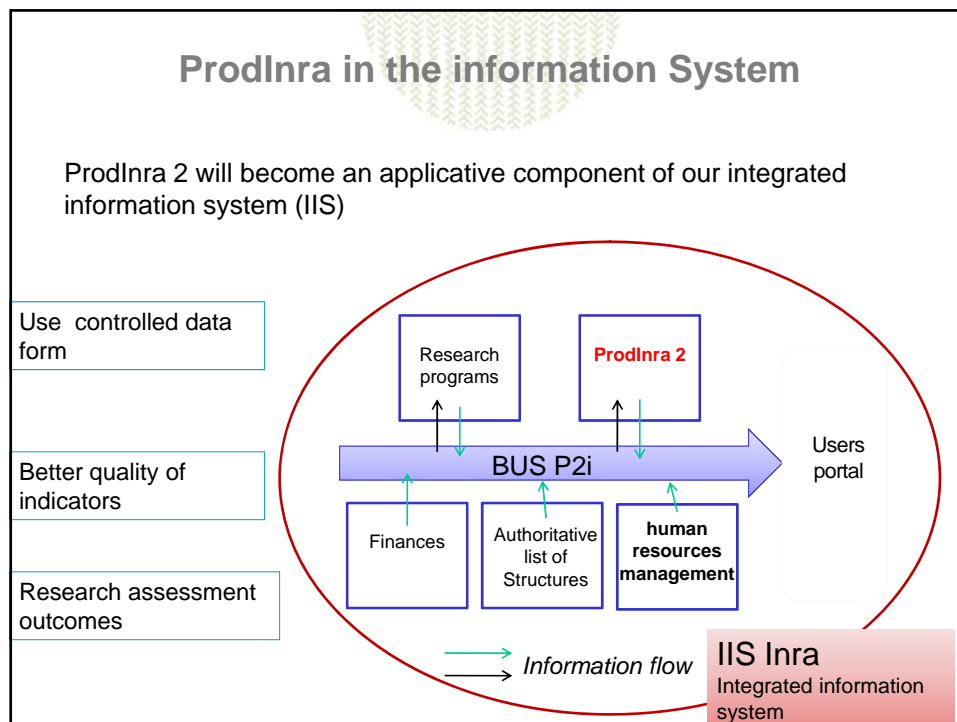 ProdInra in the information System
ProdInra 2 will become an applicative component of our integrated
information system (IIS)
Use controlled data
form
Better quality of
indicators
Research assessment
outcomes
Research
programs
ProdInra 2
BUS P2i
Users
portal
Finances
Authoritative
list of
Structures
human
resources
management
Information flow
IIS Inra
Integrated information
system